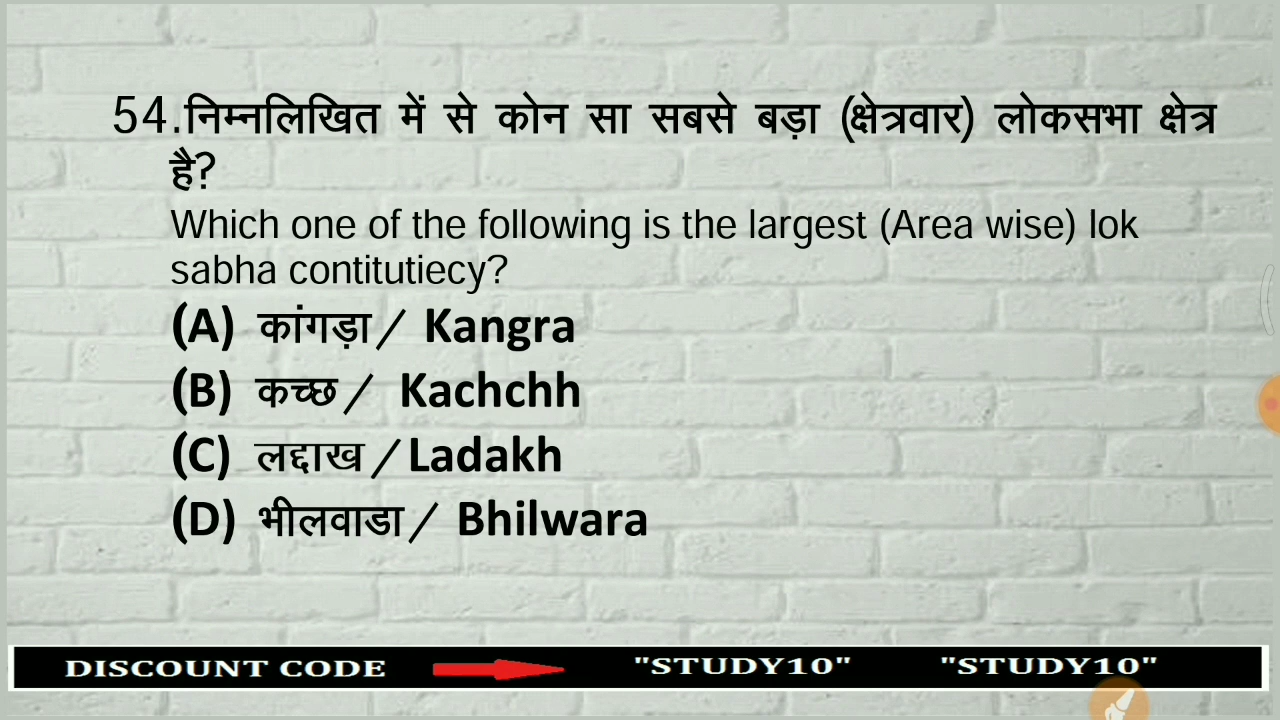 54.निम्नलिखित में से कोन सा सबसे बड़ा (क्षेत्रवार) लोकसभा क्षेत्र
है?
Which one of the following is the largest (Area wise) lok
sabha contitutiecy?
(A) कांगड़ा/ Kangra
(B) कच्छ/ Kachchh
(C) लद्दाख/Ladakh
(D) भीलवाडा/ Bhilwara
DISCOUNT CODE "STUDY10" "STUDY10"